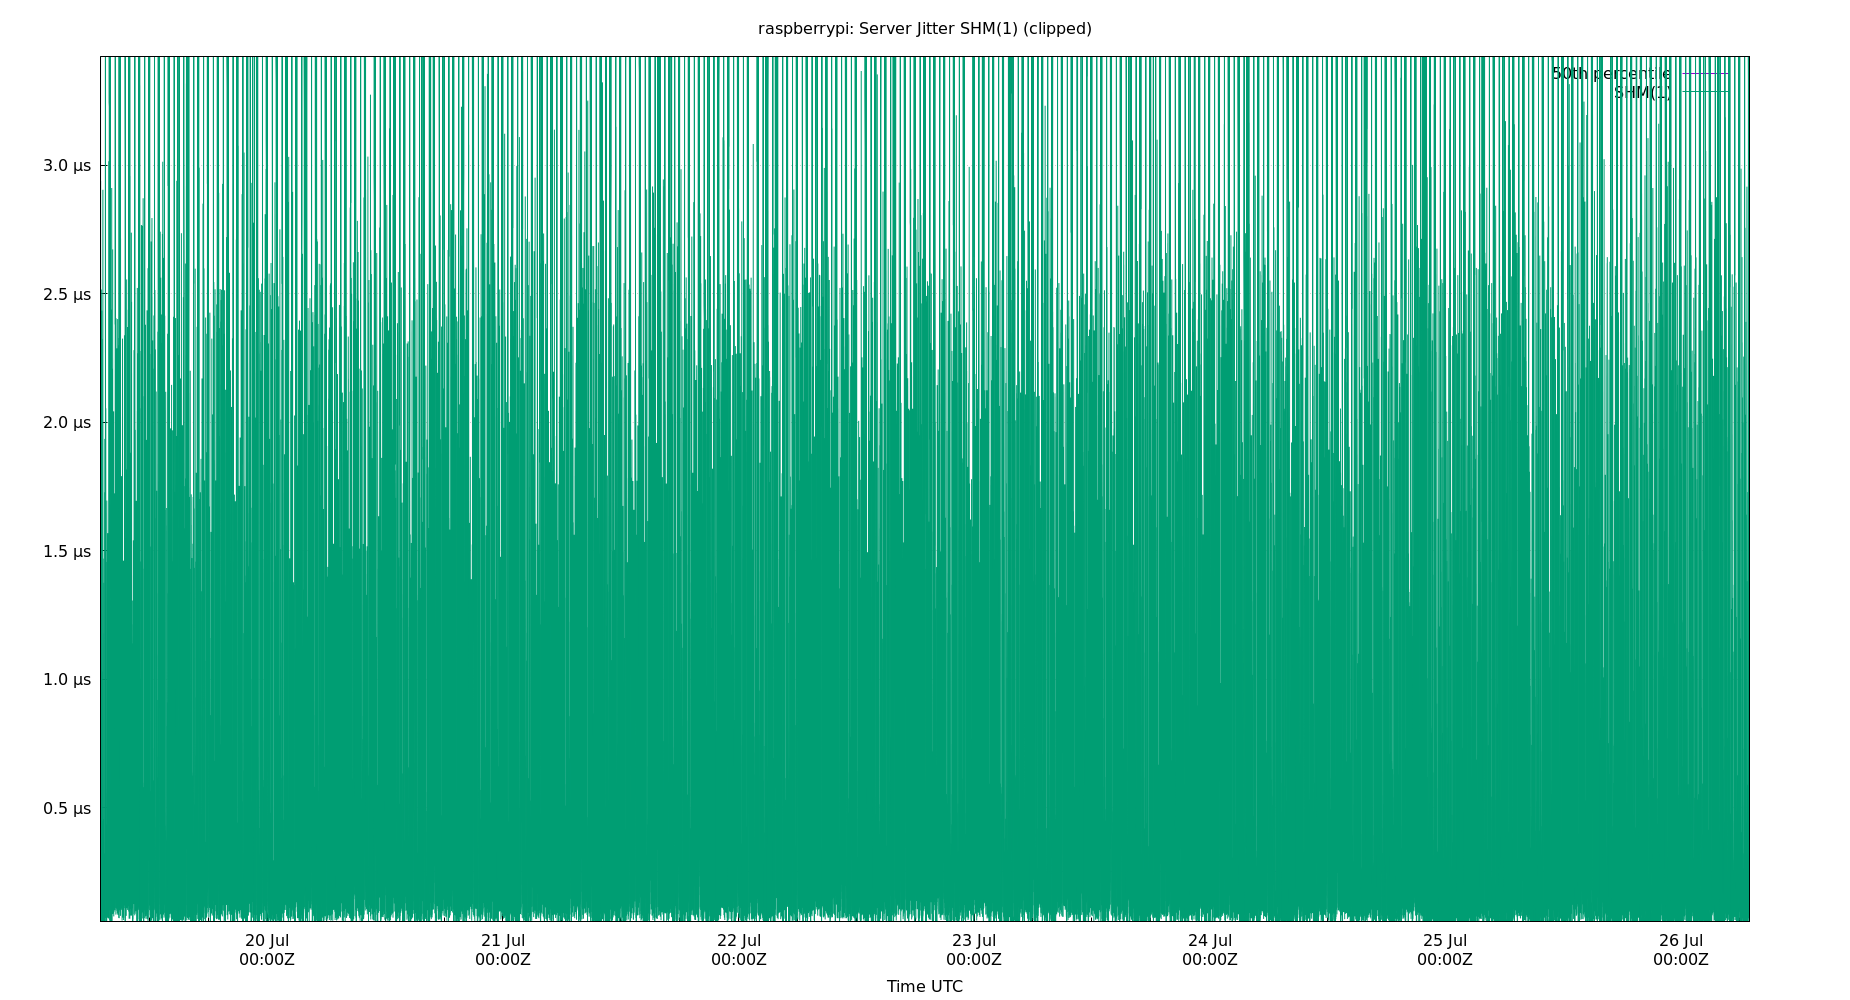 raspberrypi: Server Jitter SHM(1) (clipped)
50th percentile
SHM(1)
3.0 µs
2.5 µs
2.0 µs
1.5 µs
1.0 µs
0.5 µs
20 Jul 21 Jul 22 Jul 23 Jul 24 Jul 25 Jul 26 Jul
00:00Z 00:00Z 00:00Z 00:00Z 00:00Z 00:00Z 00:00Z
Time UTC